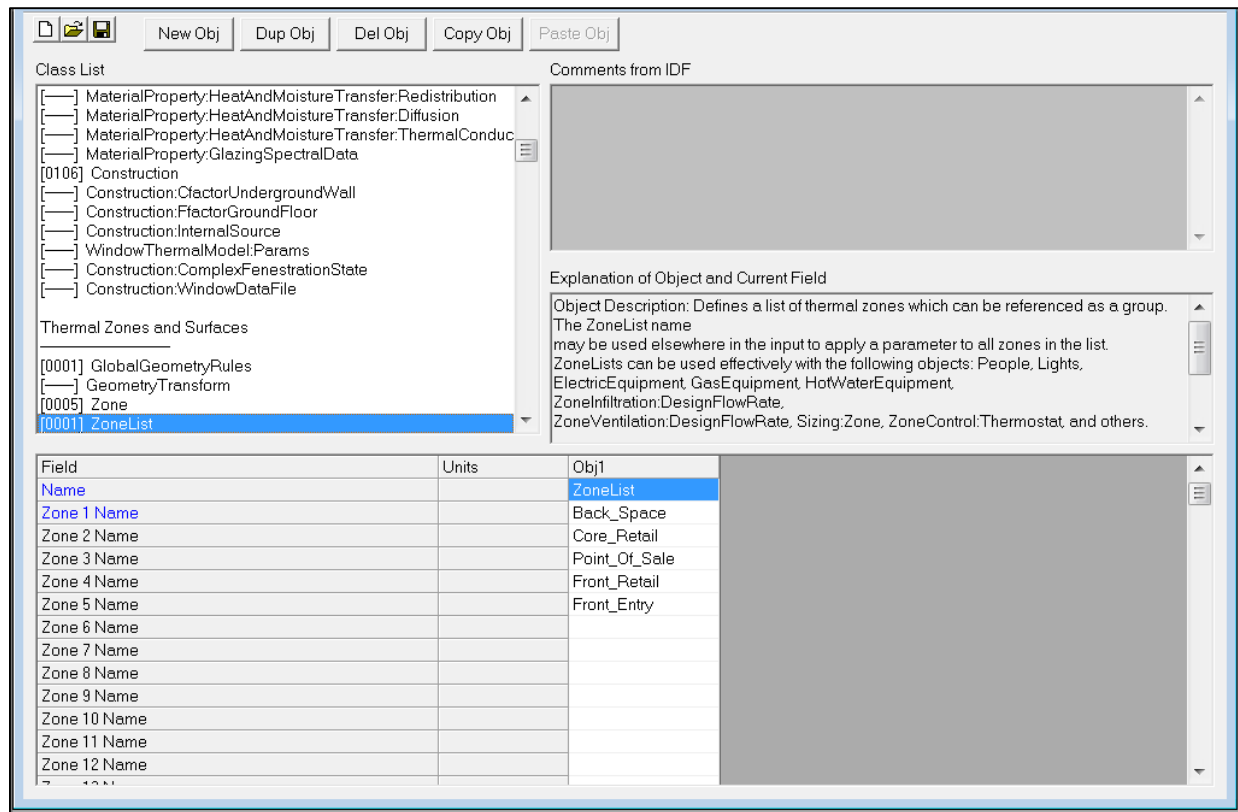 New Obj Dup Obj Del Obj Copy Obj Paste Obj
Class List
[-----] MaterialProperty:HeatAndMoistureTransfer:Redistribution
[-----] MaterialProperty:HeatAndMoistureTransfer:Diffusion
[-----] MaterialProperty:HeatAndMoistureTransfer:ThermalConduc
[-----] MaterialProperty:GlazingSpectralData
[0106] Construction
[-----] Construction:CfactorUndergroundWall
[-----] Construction:FfactorGroundFloor
[-----] Construction:InternalSource
[-----] WindowThermalModel:Params
[-----] Construction:ComplexFenestrationState
[-----] Construction:WindowDataFile
Thermal Zones and Surfaces
[0001] GlobalGeometryRules
[-----] GeometryTransform
[0005] Zone
[0001] ZoneList
Comments from IDF
Explanation of Object and Current Field
Object Description: Defines a list of thermal zones which can be referenced as a group.
The ZoneList name
may be used elsewhere in the input to apply a parameter to all zones in the list.
ZoneLists can be used effectively with the following objects: People, Lights,
ElectricEquipment, GasEquipment, HotWaterEquipment,
ZoneInfiltration:DesignFlowRate,
ZoneVentilation:DesignFlowRate, Sizing:Zone, ZoneControl:Thermostat, and others.
Field Units Obj1
Name ZoneList
Zone 1 Name Back_Space
Zone 2 Name Core_Retail
Zone 3 Name Point_Of_Sale
Zone 4 Name Front_Retail
Zone 5 Name Front_Entry
Zone 6 Name
Zone 7 Name
Zone 8 Name
Zone 9 Name
Zone 10 Name
Zone 11 Name
Zone 12 Name